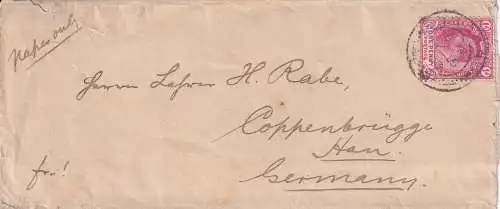 Papers only
Herrn Lehrer H. Rabe,
Coppenbrügge
Han.
Germany.
fr.!